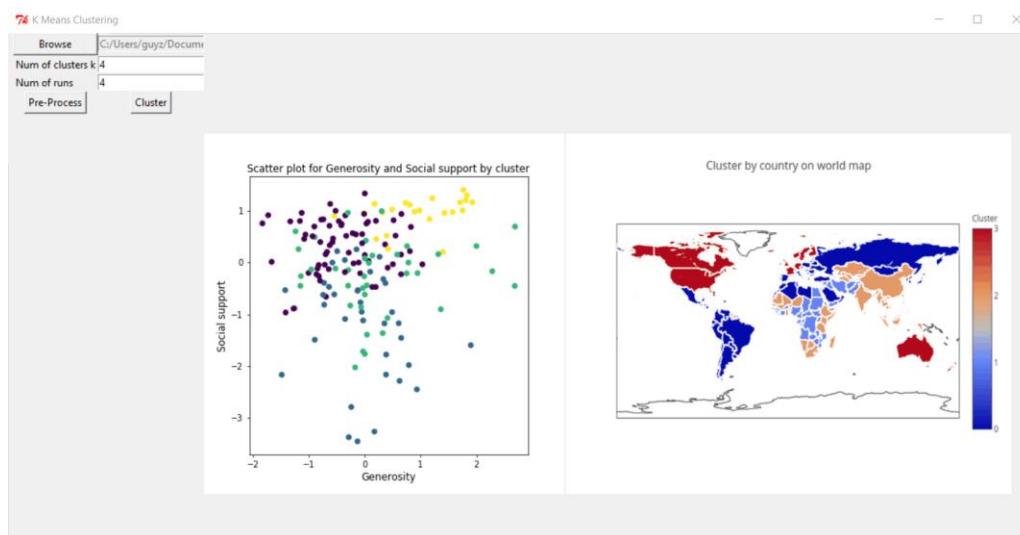 K Means Clustering
Browse
C:/Users/guyz/Docume
Num of clusters k
4
Num of runs
4
Pre-Process
Cluster
Scatter plot for Generosity and Social support by cluster
Social support
1
0
−1
−2
−3
−2
−1
0
1
2
Generosity
Cluster by country on world map
Cluster
3
2
1
0